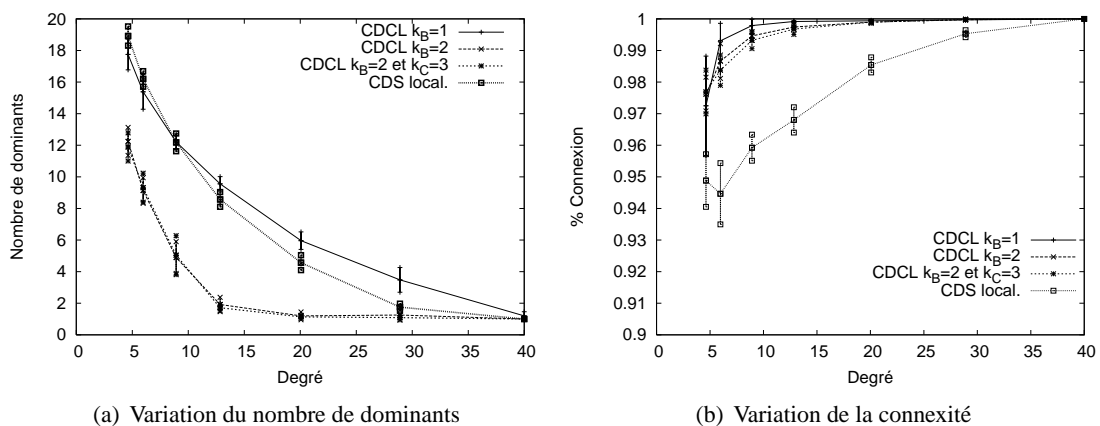 20
18
16
14
12
10
8
6
4
2
0
Nombre de dominants
0 5 10 15 20 25 30 35 40
Degré
CDCL k_B=1
CDCL k_B=2
CDCL k_B=2 et k_C=3
CDS local.
(a) Variation du nombre de dominants
1
0.99
0.98
0.97
0.96
0.95
0.94
0.93
0.92
0.91
0.9
% Connexion
0 5 10 15 20 25 30 35 40
Degré
CDCL k_B=1
CDCL k_B=2
CDCL k_B=2 et k_C=3
CDS local.
(b) Variation de la connexité